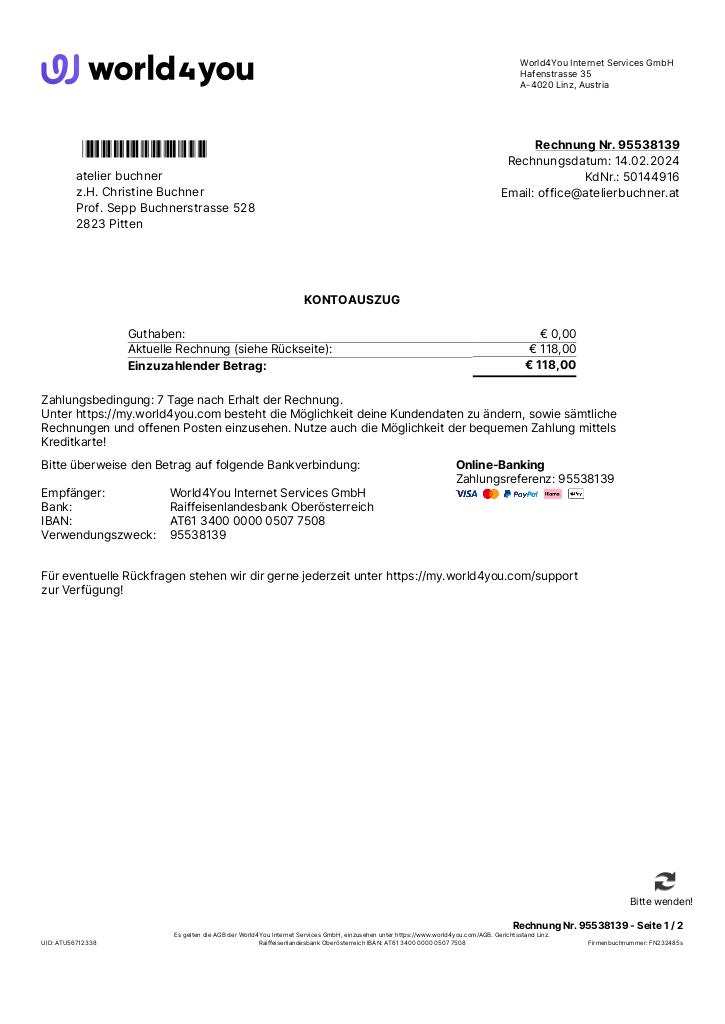 world4you
World4You Internet Services GmbH
Hafenstrasse 35
A-4020 Linz, Austria
Rechnung Nr. 95538139
Rechnungsdatum: 14.02.2024
KdNr.: 50144916
Email: office@atelierbuchner.at
atelier buchner
z.H. Christine Buchner
Prof. Sepp Buchnerstrasse 528
2823 Pitten
KONTOAUSZUG
Guthaben: € 0,00
Aktuelle Rechnung (siehe Rückseite): € 118,00
Einzuzahlender Betrag: € 118,00
Zahlungsbedingung: 7 Tage nach Erhalt der Rechnung.
Unter https://my.world4you.com besteht die Möglichkeit deine Kundendaten zu ändern, sowie sämtliche
Rechnungen und offenen Posten einzusehen. Nutze auch die Möglichkeit der bequemen Zahlung mittels
Kreditkarte!
Bitte überweise den Betrag auf folgende Bankverbindung:
Empfänger: World4You Internet Services GmbH
Bank: Raiffeisenlandesbank Oberösterreich
IBAN: AT61 3400 0000 0507 7508
Verwendungszweck: 95538139
Online-Banking
Zahlungsreferenz: 95538139
VISA PayPal Klarna Pay
Für eventuelle Rückfragen stehen wir dir gerne jederzeit unter https://my.world4you.com/support
zur Verfügung!
Bitte wenden!
Rechnung Nr. 95538139 - Seite 1 / 2
Es gelten die AGB der World4You Internet Services GmbH, einzusehen unter https://www.world4you.com/AGB. Gerichtsstand Linz.
UID: ATU56712338 Raiffeisenlandesbank Oberösterreich IBAN: AT61 3400 0000 0507 7508 Firmenbuchnummer: FN232485s